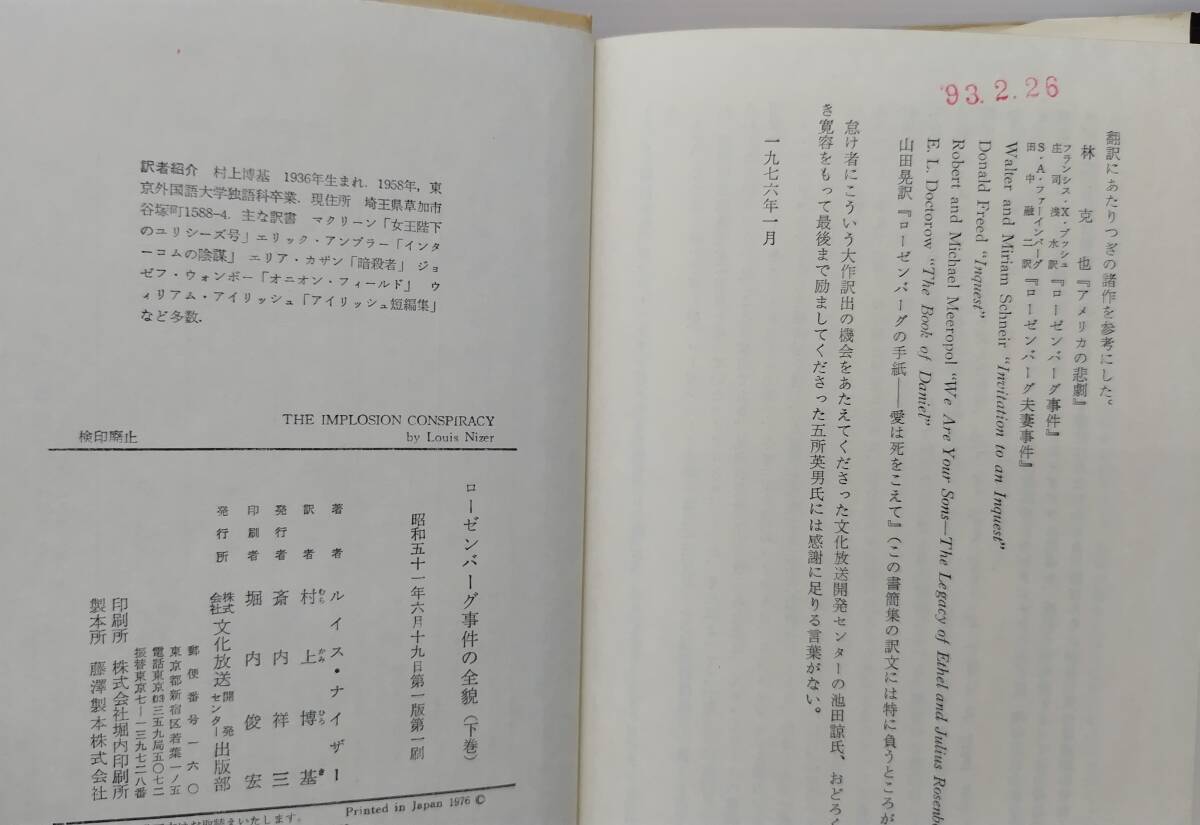 '93.2.26
翻訳にあたりつぎの諸作を参考にした。
林克也『アメリカの悲劇』
フランシス・X・ブッシュ
庄司浅水訳『ローゼンバーグ事件』
S・A・ファーインバーグ
田中融二訳『ローゼンバーグ夫妻事件』
Walter and Miriam Schneir "Invitation to an Inquest"
Donald Freed "Inquest"
Robert and Michael Meeropol "We Are Your Sons—The Legacy of Ethel and Julius Rosenb
E. L. Doctorow "The Book of Daniel"
山田晃訳『ローゼンバーグの手紙——愛は死をこえて』(この書簡集の訳文には特に負うところが
怠け者にこういう大作訳出の機会をあたえてくださった文化放送開発センターの池田諒氏、おどろく
き寛容をもって最後まで励ましてくださった五所英男氏には感謝に足りる言葉がない。
一九七六年一月
訳者紹介 村上博基 1936年生まれ. 1958年, 東
京外国語大学独語科卒業. 現住所 埼玉県草加市
谷塚町1588-4. 主な訳書 マクリーン「女王陛下
のユリシーズ号」エリック・アンブラー「インタ
ーコムの陰謀」 エリア・カザン「暗殺者」 ジョ
ゼフ・ウォンボー「オニオン・フィールド」 ウ
ィリアム・アイリッシュ「アイリッシュ短編集」
など多数.
THE IMPLOSION CONSPIRACY
by Louis Nizer
検印廃止
ローゼンバーグ事件の全貌(下巻)
昭和五十一年六月十九日第一版第一刷
著者 ルイス・ナイザー
訳者 村上博基
むらかみひろき
発行者 斎内祥三
印刷者 堀内俊宏
発行所 株式会社文化放送開発センター出版部
郵便番号一六〇
東京都新宿区若葉一ノ五
電話東京(03)三五九局五〇七二
振替東京七—一三九七二八番
印刷所 株式会社堀内印刷所
製本所 藤澤製本株式会社
Printed in Japan 1976 ©
はお取替えいたします。